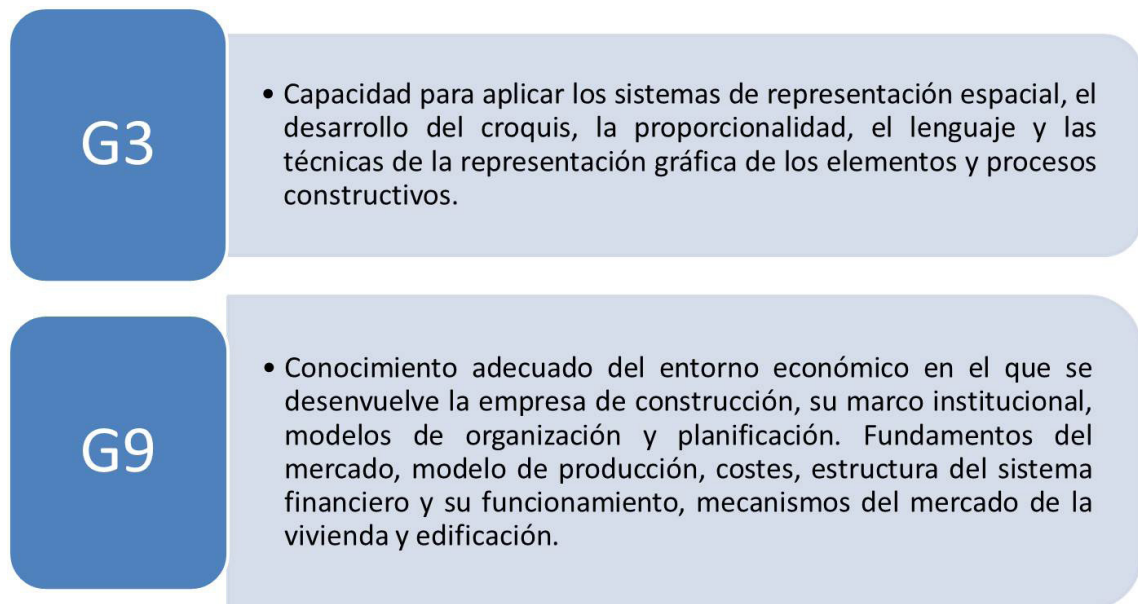 G3
• Capacidad para aplicar los sistemas de representación espacial, el
desarrollo del croquis, la proporcionalidad, el lenguaje y las
técnicas de la representación gráfica de los elementos y procesos
constructivos.
G9
• Conocimiento adecuado del entorno económico en el que se
desenvuelve la empresa de construcción, su marco institucional,
modelos de organización y planificación. Fundamentos del
mercado, modelo de producción, costes, estructura del sistema
financiero y su funcionamiento, mecanismos del mercado de la
vivienda y edificación.